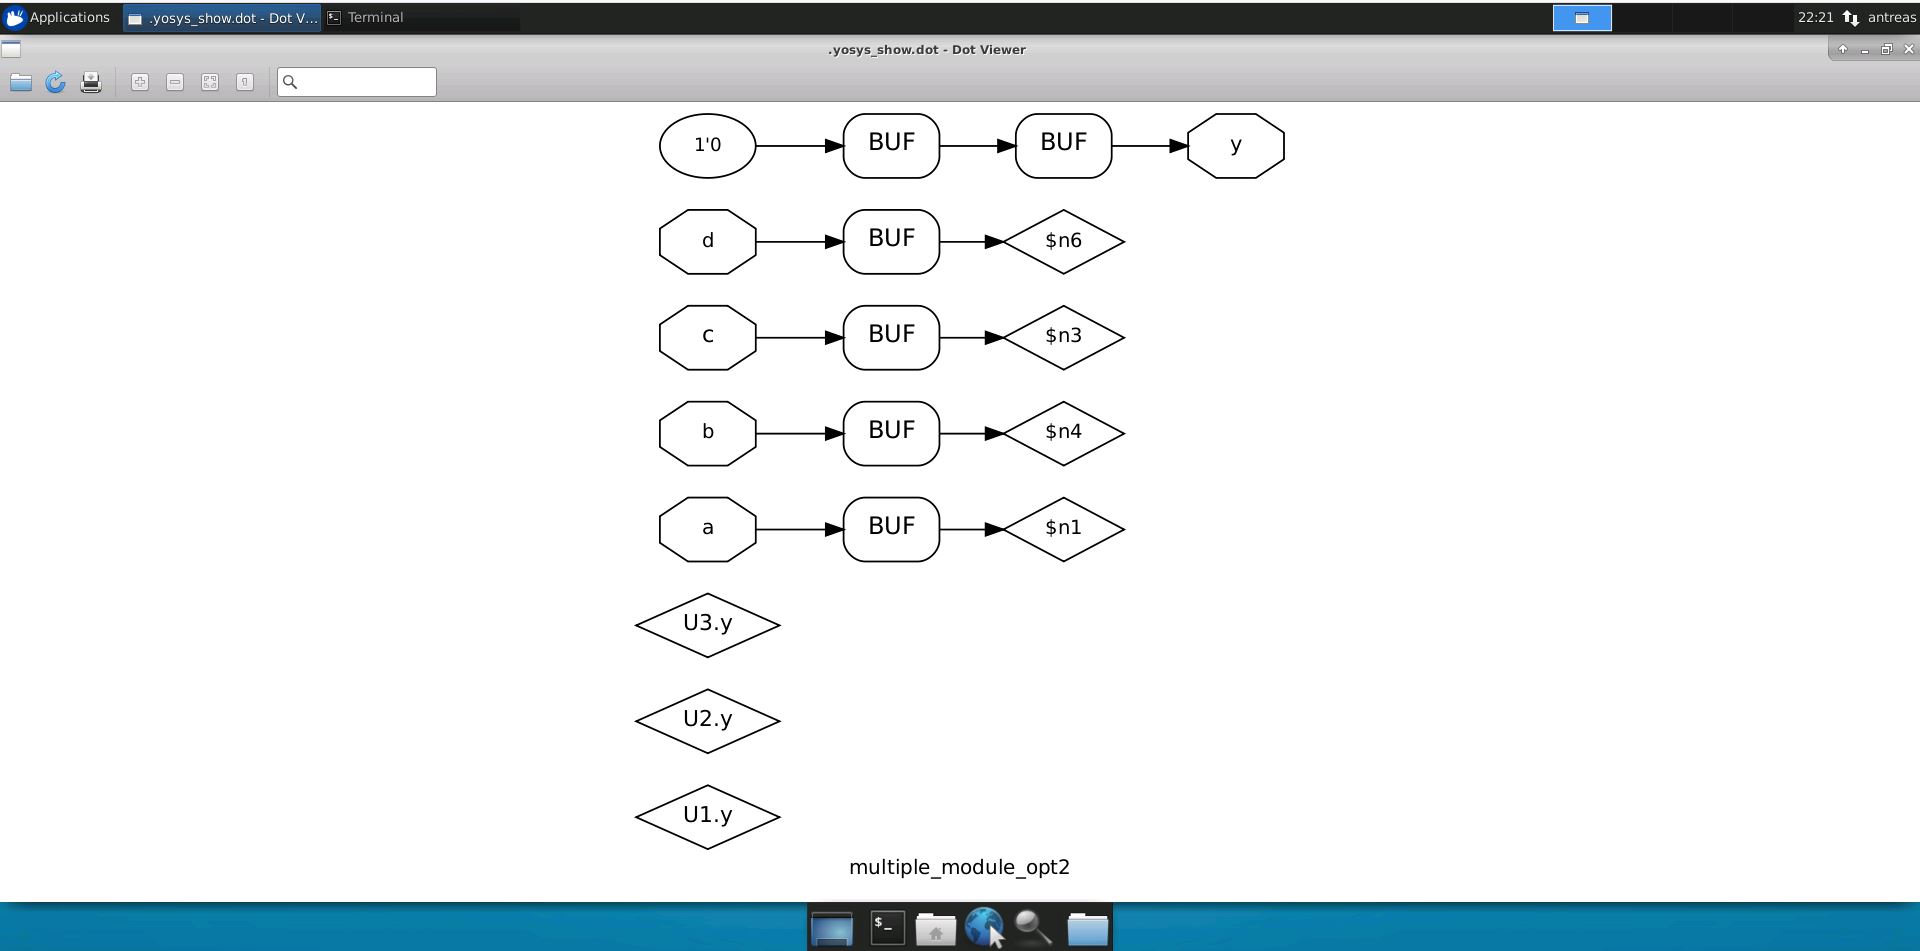 Applications .yosys_show.dot - Dot V... Terminal 22:21 antreas
.yosys_show.dot - Dot Viewer
1'0 BUF BUF y
d BUF $n6
c BUF $n3
b BUF $n4
a BUF $n1
U3.y
U2.y
U1.y
multiple_module_opt2
$_